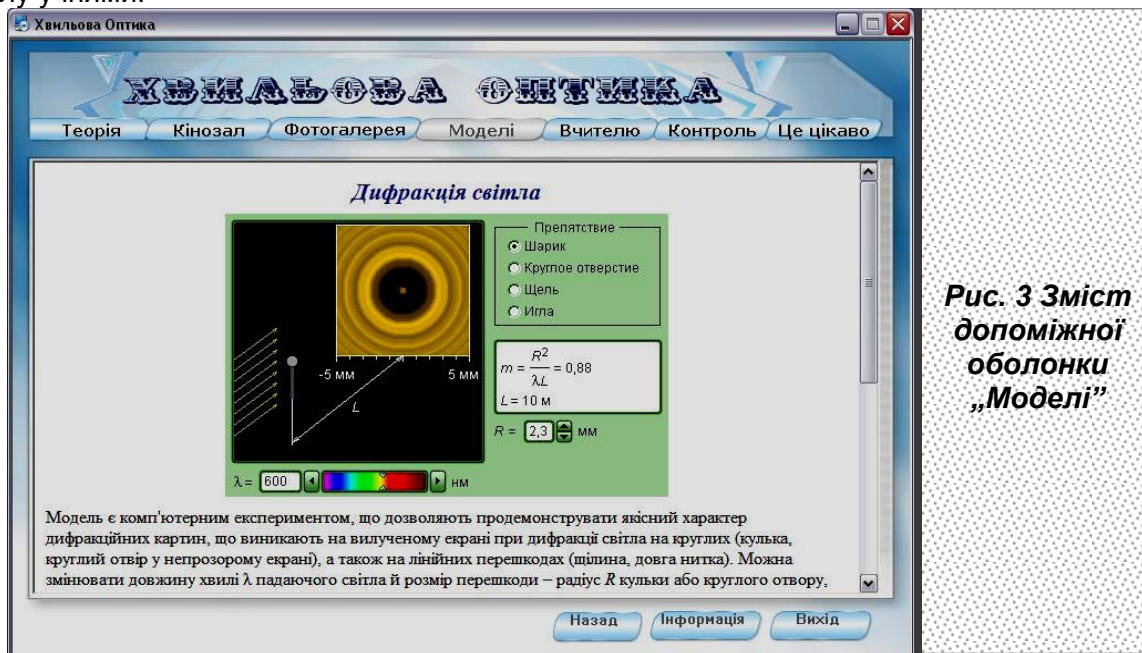 лу учнями.
Хвильова Оптика
ХВИЛЬОВА ОПТИКА
Теорія Кінозал Фотогалерея Моделі Вчителю Контроль Це цікаво
Дифракція світла
-5 мм 5 мм
L
λ = 600 нм
Препятствие
Шарик
Круглое отверстие
Щель
Игла
m = R²/λL = 0,88
L = 10 м
R = 2,3 мм
Модель є комп'ютерним експериментом, що дозволяють продемонструвати якісний характер
дифракційних картин, що виникають на вилученому екрані при дифракції світла на круглих (кулька,
круглий отвір у непрозорому екрані), а також на лінійних перешкодах (щілина, довга нитка). Можна
змінювати довжину хвилі λ падаючого світла й розмір перешкоди – радіус R кульки або круглого отвору,
Назад Інформація Вихід
Рис. 3 Зміст
допоміжної
оболонки
„Моделі”